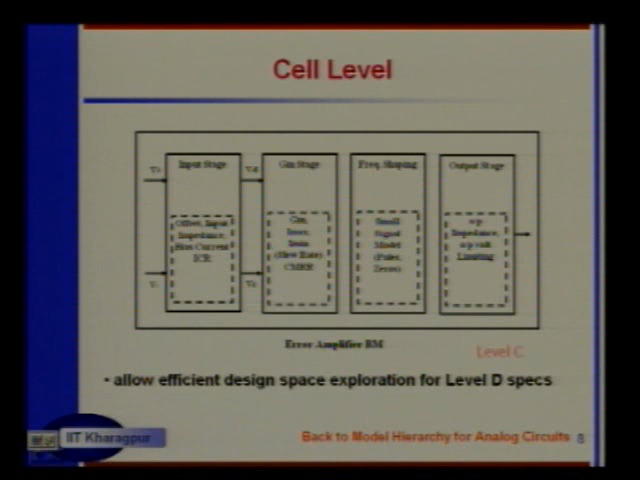 Cell Level
Input Stage
Gm Stage
Freq. Shaping
Output Stage
Offset, Input
Impedance,
Bias Current
ICR
Gm,
Imin
(Slew Rate)
CMRR
Small
Signal
Model
(Poles,
Zeros)
o/p
Impedance,
o/p volt
Limiting
Error Amplifier BM
Level C
• allow efficient design space exploration for Level D specs
IIT Kharagpur
Back to Model Hierarchy for Analog Circuits 8